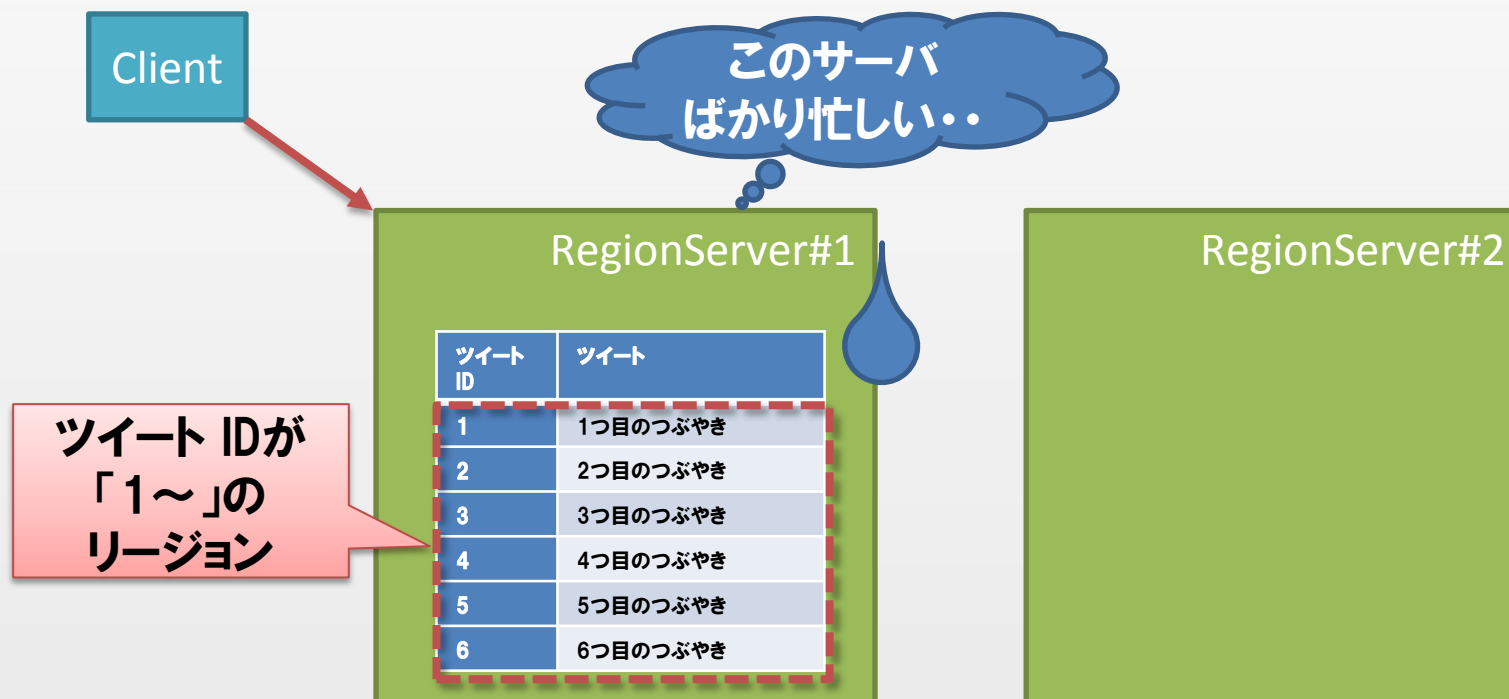 Client
このサーバ
ばかり忙しい・・
RegionServer#1
RegionServer#2
ツイート
ID
ツイート
1
1つ目のつぶやき
2
2つ目のつぶやき
3
3つ目のつぶやき
4
4つ目のつぶやき
5
5つ目のつぶやき
6
6つ目のつぶやき
ツイート IDが
「1～」の
リージョン